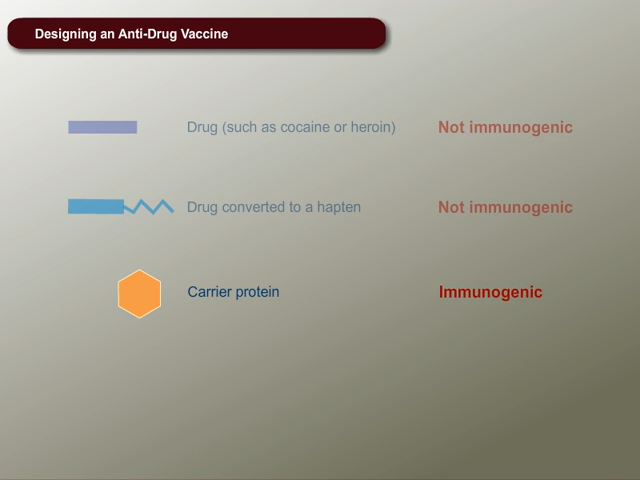 Designing an Anti-Drug Vaccine
Drug (such as cocaine or heroin) Not immunogenic
Drug converted to a hapten Not immunogenic
Carrier protein Immunogenic